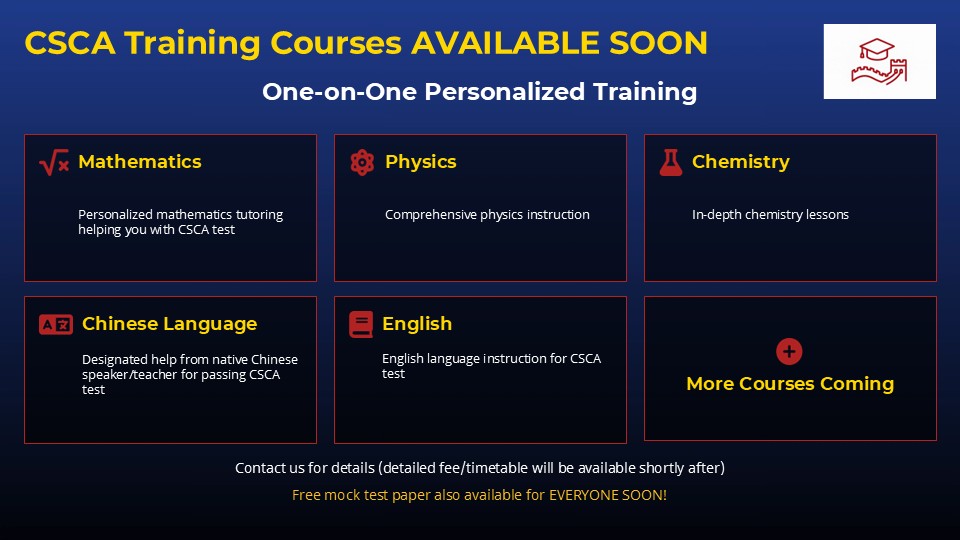 CSCA Training Courses AVAILABLE SOON
One-on-One Personalized Training
Mathematics
Personalized mathematics tutoring
helping you with CSCA test
Physics
Comprehensive physics instruction
Chemistry
In-depth chemistry lessons
Chinese Language
Designated help from native Chinese
speaker/teacher for passing CSCA
test
English
English language instruction for CSCA
test
More Courses Coming
Contact us for details (detailed fee/timetable will be available shortly after)
Free mock test paper also available for EVERYONE SOON!